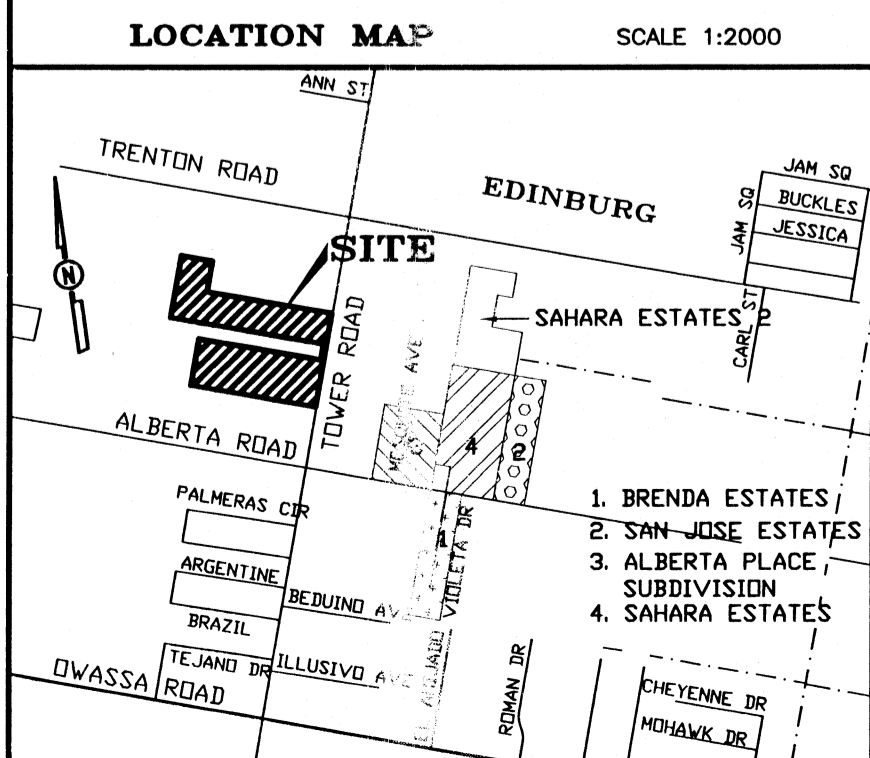 LOCATION MAP
SCALE 1:2000
ANN ST
TRENTON ROAD
EDINBURG
JAM SQ
BUCKLES
JESSICA
JAM SQ
N
SITE
SAHARA ESTATES 2
CARL ST
TOWER ROAD
AVE
ALBERTA ROAD
4
2
1. BRENDA ESTATES
2. SAN JOSE ESTATES
3. ALBERTA PLACE
SUBDIVISION
4. SAHARA ESTATES
PALMERAS CIR
1
VIOLETA DR
ARGENTINE
BEDUINO AVE
BRAZIL
TEJANO DR
ILLUSIVO AVE
OWASSA ROAD
ROMAN DR
CHEYENNE DR
MOHAWK DR